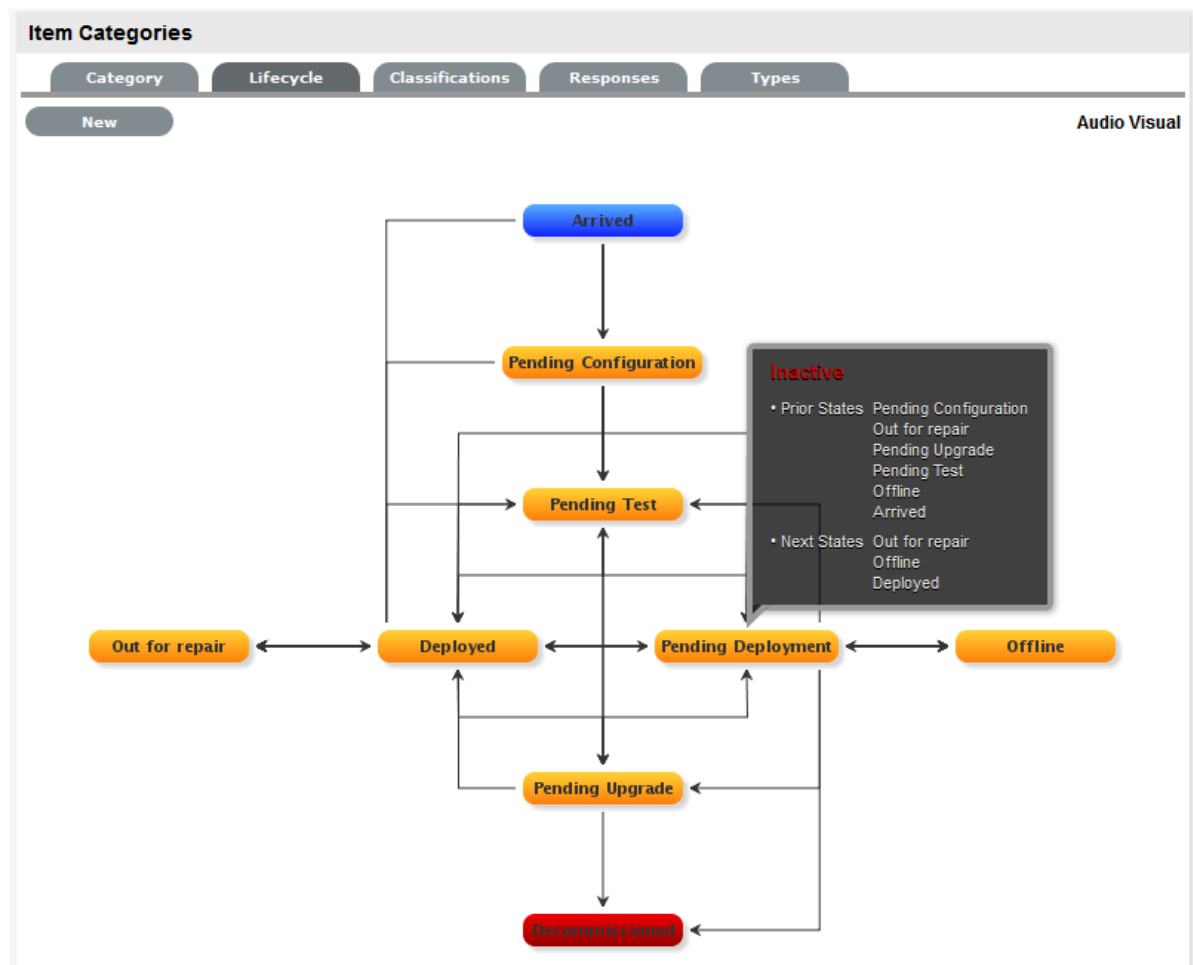 Item Categories
Category Lifecycle Classifications Responses Types
New
Audio Visual
Arrived
Pending Configuration
Inactive
• Prior States Pending Configuration
Out for repair
Pending Upgrade
Pending Test
Offline
Arrived
• Next States Out for repair
Offline
Deployed
Pending Test
Out for repair
Deployed
Pending Deployment
Offline
Pending Upgrade
Decommissioned